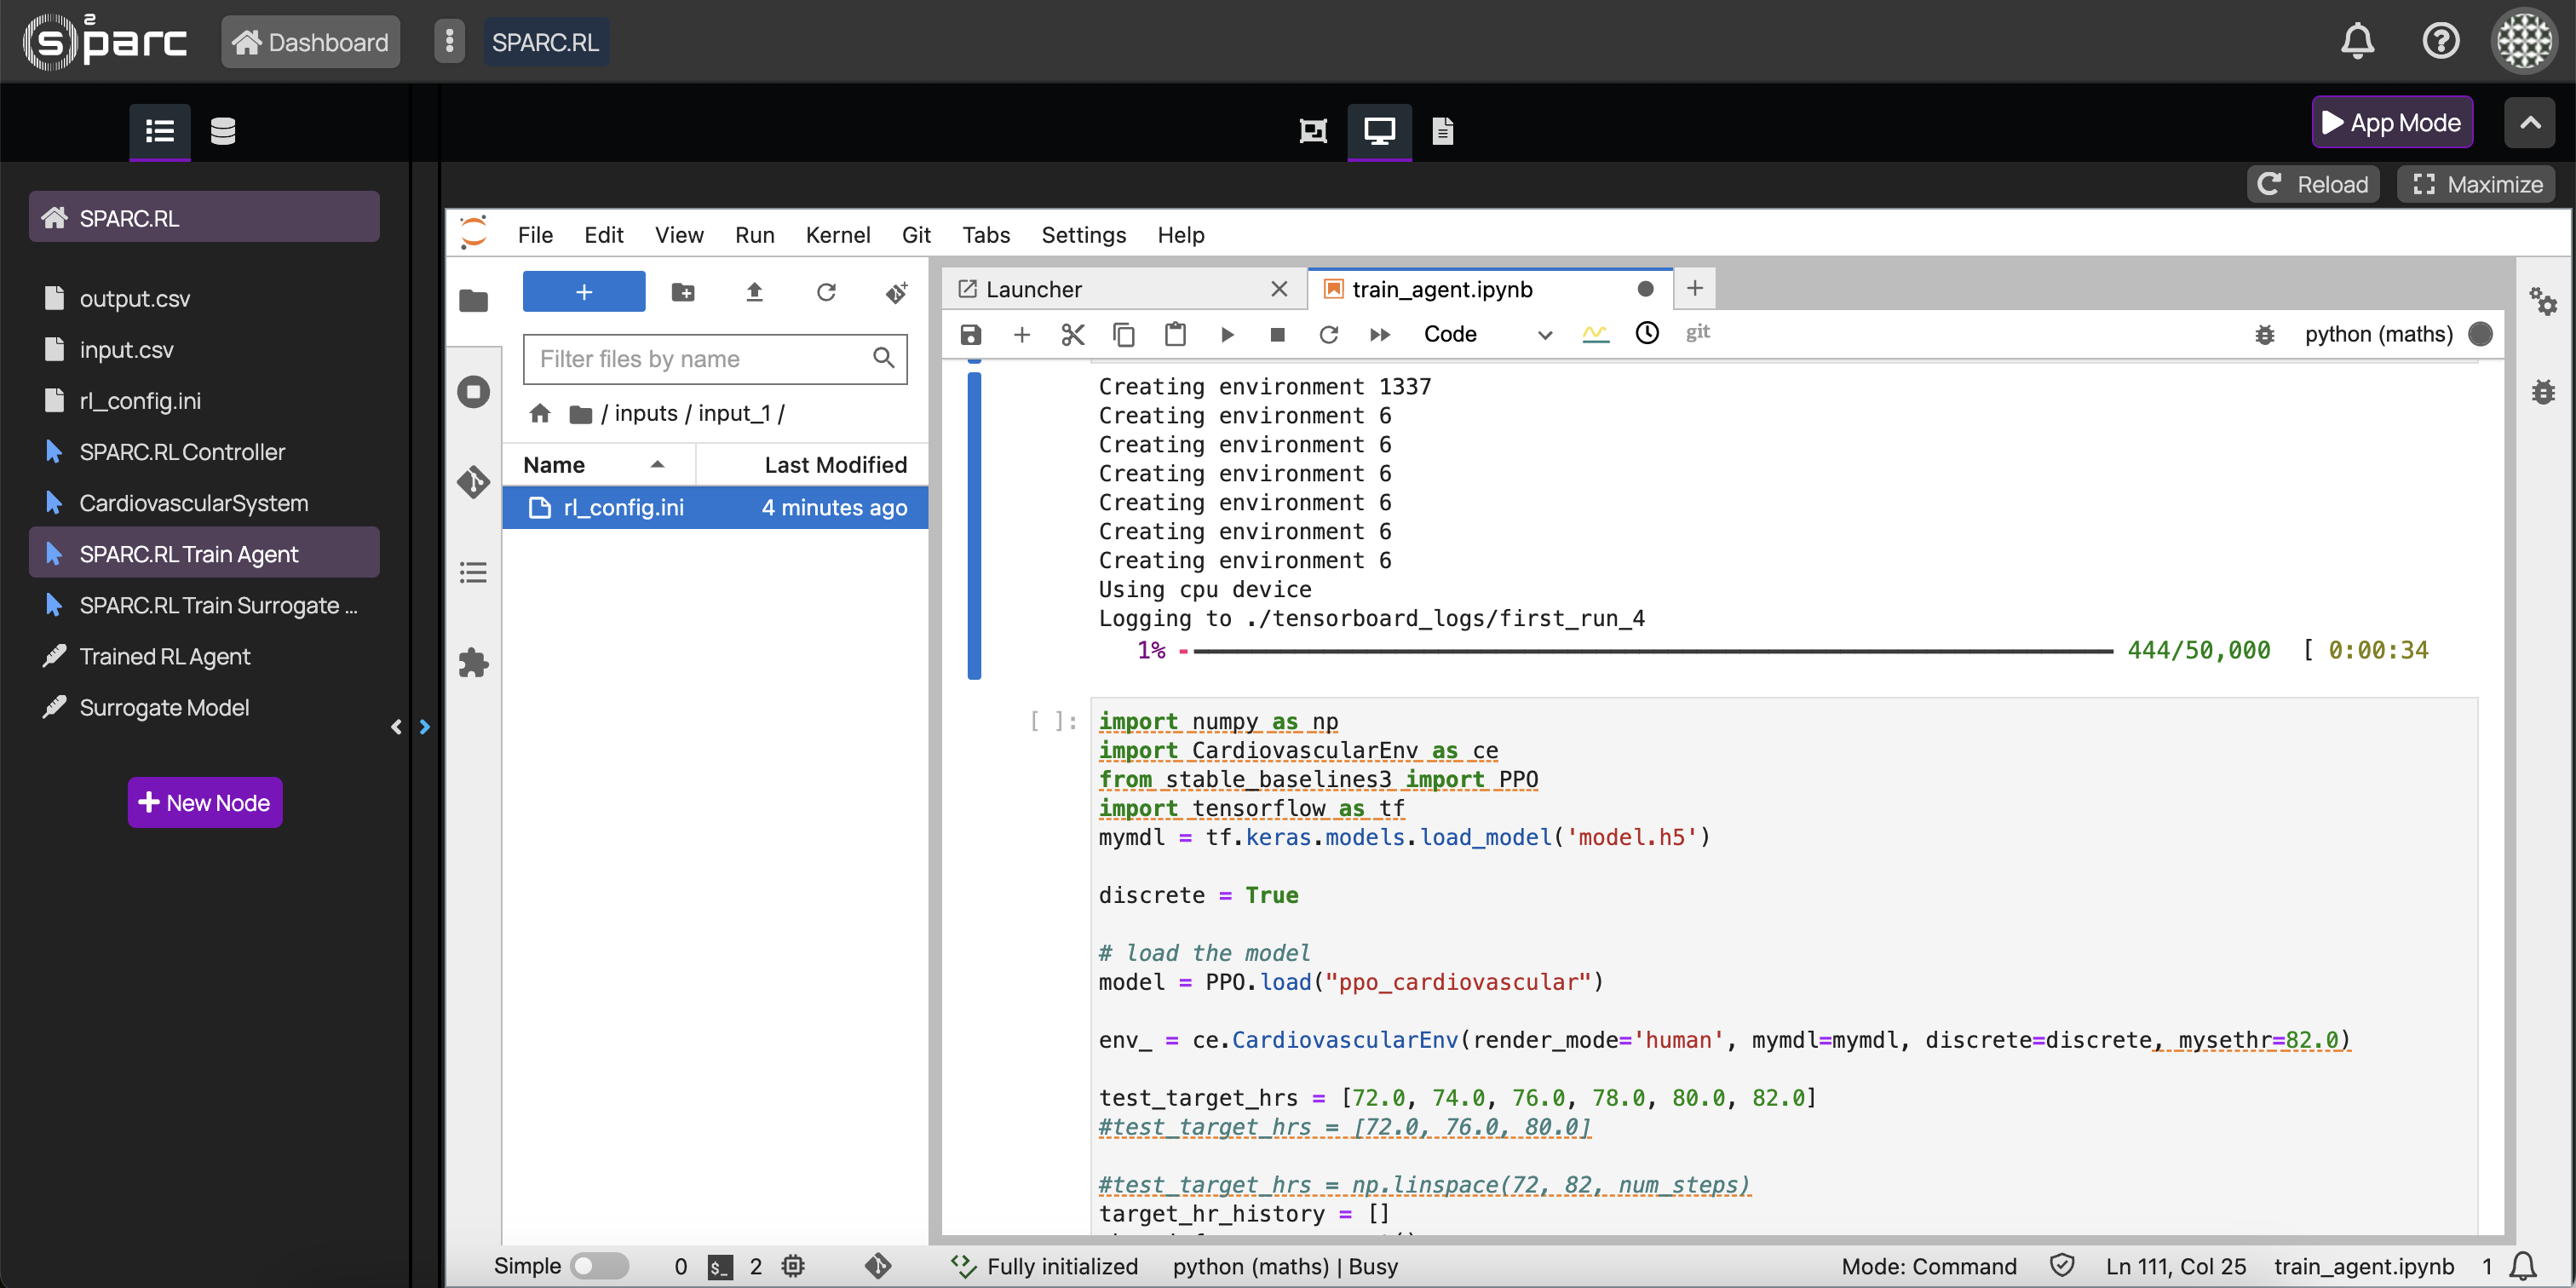 s2parc
Dashboard
SPARC.RL
App Mode
Reload
Maximize
SPARC.RL
output.csv
input.csv
rl_config.ini
SPARC.RL Controller
CardiovascularSystem
SPARC.RL Train Agent
SPARC.RL Train Surrogate ...
Trained RL Agent
Surrogate Model
New Node
File Edit View Run Kernel Git Tabs Settings Help
Filter files by name
/ inputs / input_1 /
Name Last Modified
rl_config.ini 4 minutes ago
Launcher
train_agent.ipynb
Code
git
python (maths)
Creating environment 1337
Creating environment 6
Creating environment 6
Creating environment 6
Creating environment 6
Creating environment 6
Creating environment 6
Using cpu device
Logging to ./tensorboard_logs/first_run_4
1% 444/50,000 [ 0:00:34
[ ]:
import numpy as np
import CardiovascularEnv as ce
from stable_baselines3 import PPO
import tensorflow as tf
mymdl = tf.keras.models.load_model('model.h5')
discrete = True
# load the model
model = PPO.load("ppo_cardiovascular")
env_ = ce.CardiovascularEnv(render_mode='human', mymdl=mymdl, discrete=discrete, mysethr=82.0)
test_target_hrs = [72.0, 74.0, 76.0, 78.0, 80.0, 82.0]
#test_target_hrs = [72.0, 76.0, 80.0]
#test_target_hrs = np.linspace(72, 82, num_steps)
target_hr_history = []
Simple 0 $_ 2 Fully initialized python (maths) | Busy Mode: Command Ln 111, Col 25 train_agent.ipynb 1